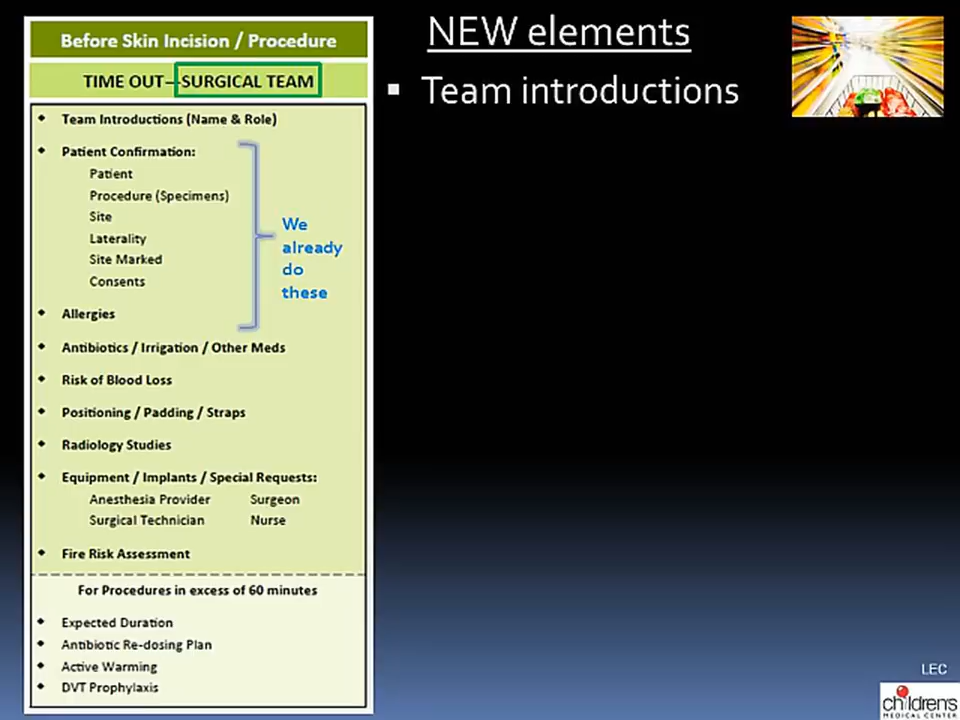 Before Skin Incision / Procedure
TIME OUT—SURGICAL TEAM
Team Introductions (Name & Role)
Patient Confirmation:
Patient
Procedure (Specimens)
Site
Laterality
Site Marked
Consents
Allergies
We
already
do
these
Antibiotics / Irrigation / Other Meds
Risk of Blood Loss
Positioning / Padding / Straps
Radiology Studies
Equipment / Implants / Special Requests:
Anesthesia Provider Surgeon
Surgical Technician Nurse
Fire Risk Assessment
For Procedures in excess of 60 minutes
Expected Duration
Antibiotic Re-dosing Plan
Active Warming
DVT Prophylaxis
NEW elements
Team introductions
LEC
children's
MEDICAL CENTER